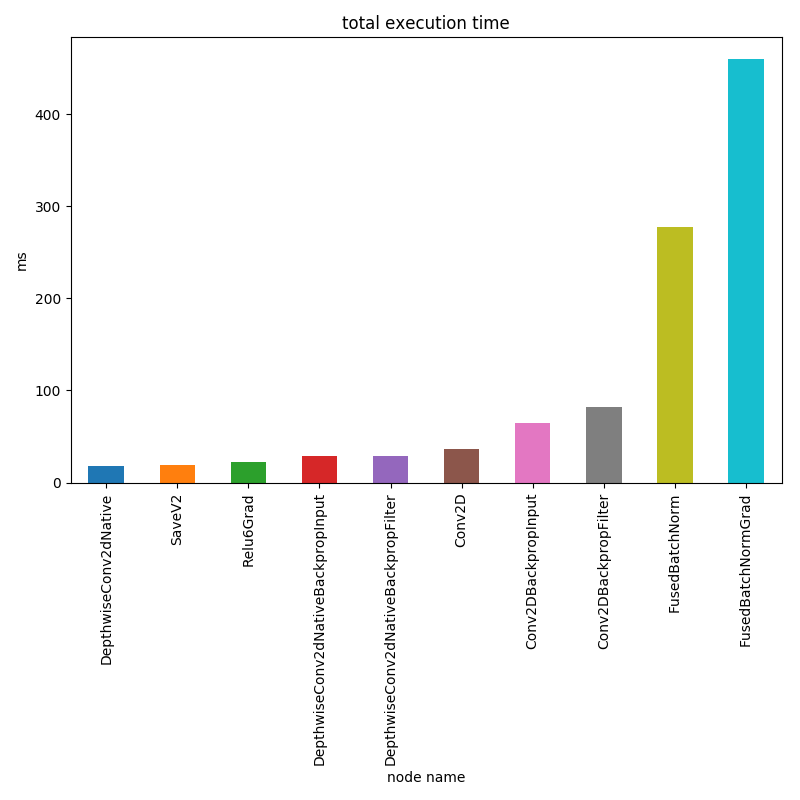 total execution time
ms
400
300
200
100
0
DepthwiseConv2dNative
SaveV2
Relu6Grad
DepthwiseConv2dNativeBackpropInput
DepthwiseConv2dNativeBackpropFilter
Conv2D
Conv2DBackpropInput
Conv2DBackpropFilter
FusedBatchNorm
FusedBatchNormGrad
node name